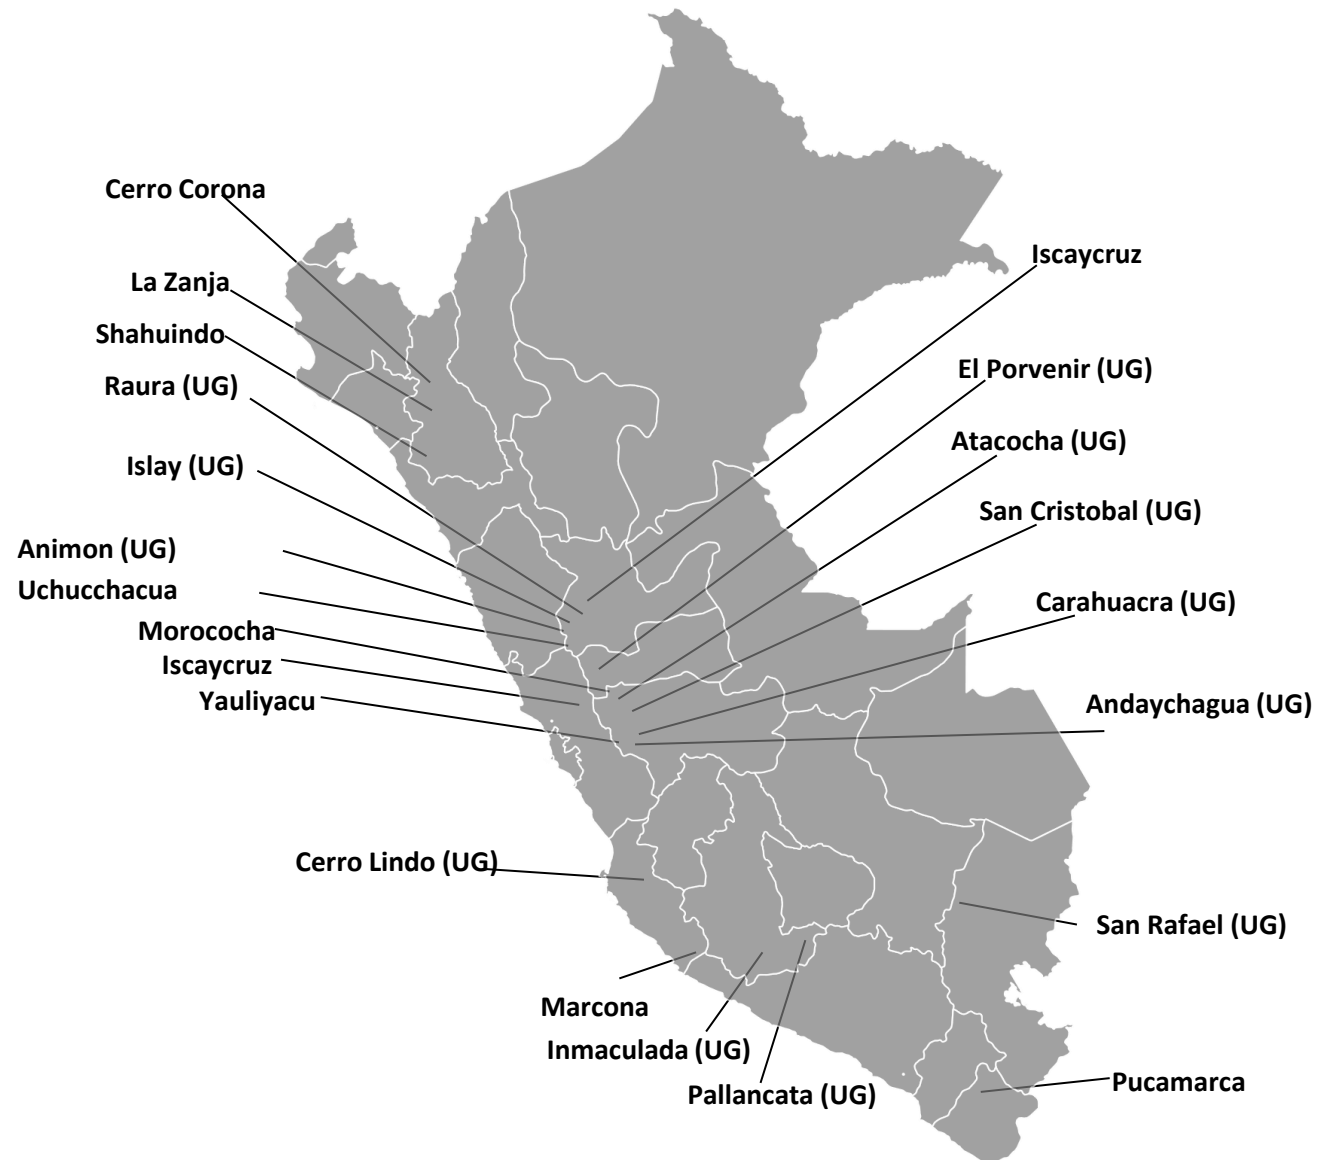 Cerro Corona
La Zanja
Shahuindo
Raura (UG)
Islay (UG)
Animon (UG)
Uchucchacua
Morococha
Iscaycruz
Yauliyacu
Cerro Lindo (UG)
Marcona
Inmaculada (UG)
Pallancata (UG)
Iscaycruz
El Porvenir (UG)
Atacocha (UG)
San Cristobal (UG)
Carahuacra (UG)
Andaychagua (UG)
San Rafael (UG)
Pucamarca